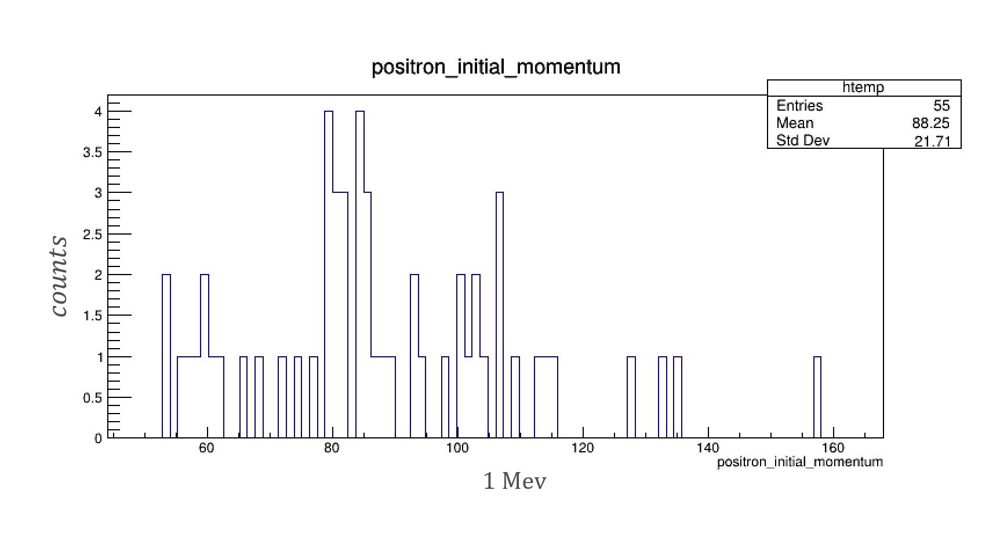 positron_initial_momentum
htemp
Entries 55
Mean 88.25
Std Dev 21.71
4
3.5
3
2.5
2
1.5
1
0.5
0
counts
60 80 100 120 140 160
positron_initial_momentum
1 Mev